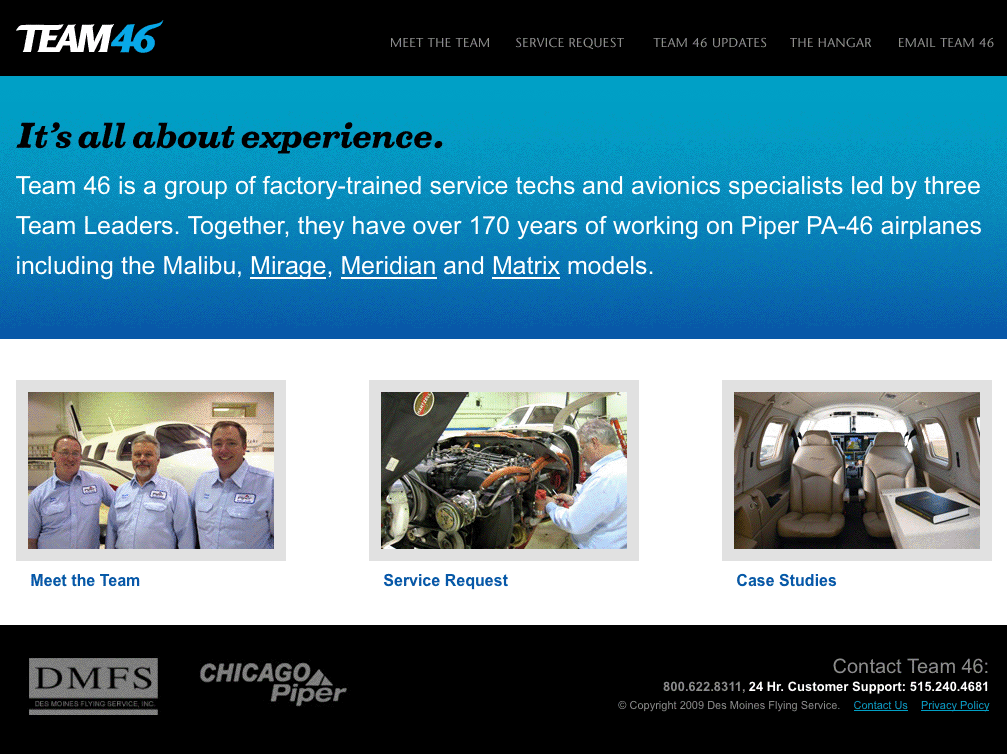 TEAM46
MEET THE TEAM SERVICE REQUEST TEAM 46 UPDATES THE HANGAR EMAIL TEAM 46
It's all about experience.
Team 46 is a group of factory-trained service techs and avionics specialists led by three
Team Leaders. Together, they have over 170 years of working on Piper PA-46 airplanes
including the Malibu, Mirage, Meridian and Matrix models.
Piper
Meet the Team
Service Request
Case Studies
DMFS
DES MOINES FLYING SERVICE, INC.
CHICAGO
Piper
Contact Team 46:
800.622.8311, 24 Hr. Customer Support: 515.240.4681
© Copyright 2009 Des Moines Flying Service. Contact Us Privacy Policy